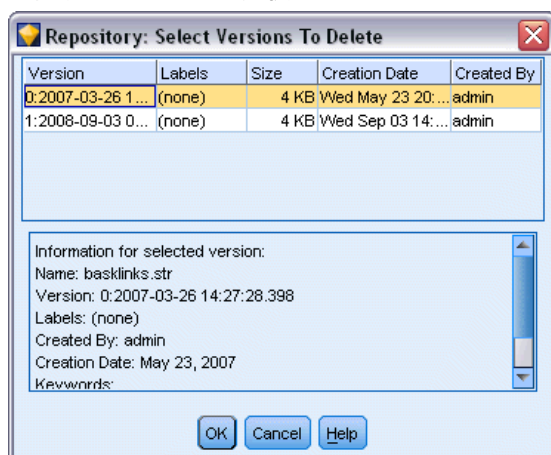 Repository: Select Versions To Delete
Version Labels Size Creation Date Created By
0:2007-03-26 1... (none) 4 KB Wed May 23 20:... admin
1:2008-09-03 0... (none) 4 KB Wed Sep 03 14:... admin
Information for selected version:
Name: basklinks.str
Version: 0:2007-03-26 14:27:28.398
Labels: (none)
Created By: admin
Creation Date: May 23, 2007
Keywords:
OK Cancel Help